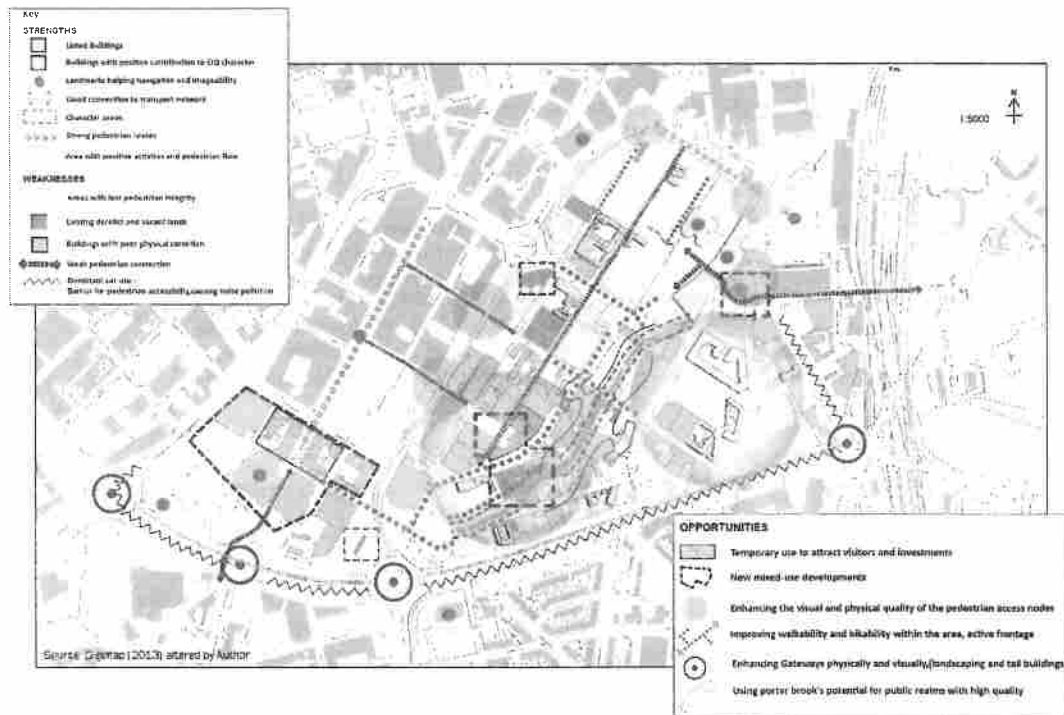 Key
STRENGTHS
Listed Buildings
Buildings with positive contribution to CIQ character
Landmarks helping navigation and imageability
Good connection to transport network
Character areas
Strong pedestrian routes
Area with positive activities and pedestrian flow
WEAKNESSES
Areas with lost pedestrian integrity
Existing derelict and vacant lands
Buildings with poor physical condition
Weak pedestrian connection
Dominant car use -
Barrier for pedestrian accessibility, causing noise pollution
N
1:5000
OPPORTUNITIES
Temporary use to attract visitors and investments
New mixed-use developments
Enhancing the visual and physical quality of the pedestrian access nodes
Improving walkability and bikability within the area, active frontage
Enhancing Gateways physically and visually,(landscaping and tall buildings
Using porter brook's potential for public realms with high quality
Source: Digimap (2013) altered by Author